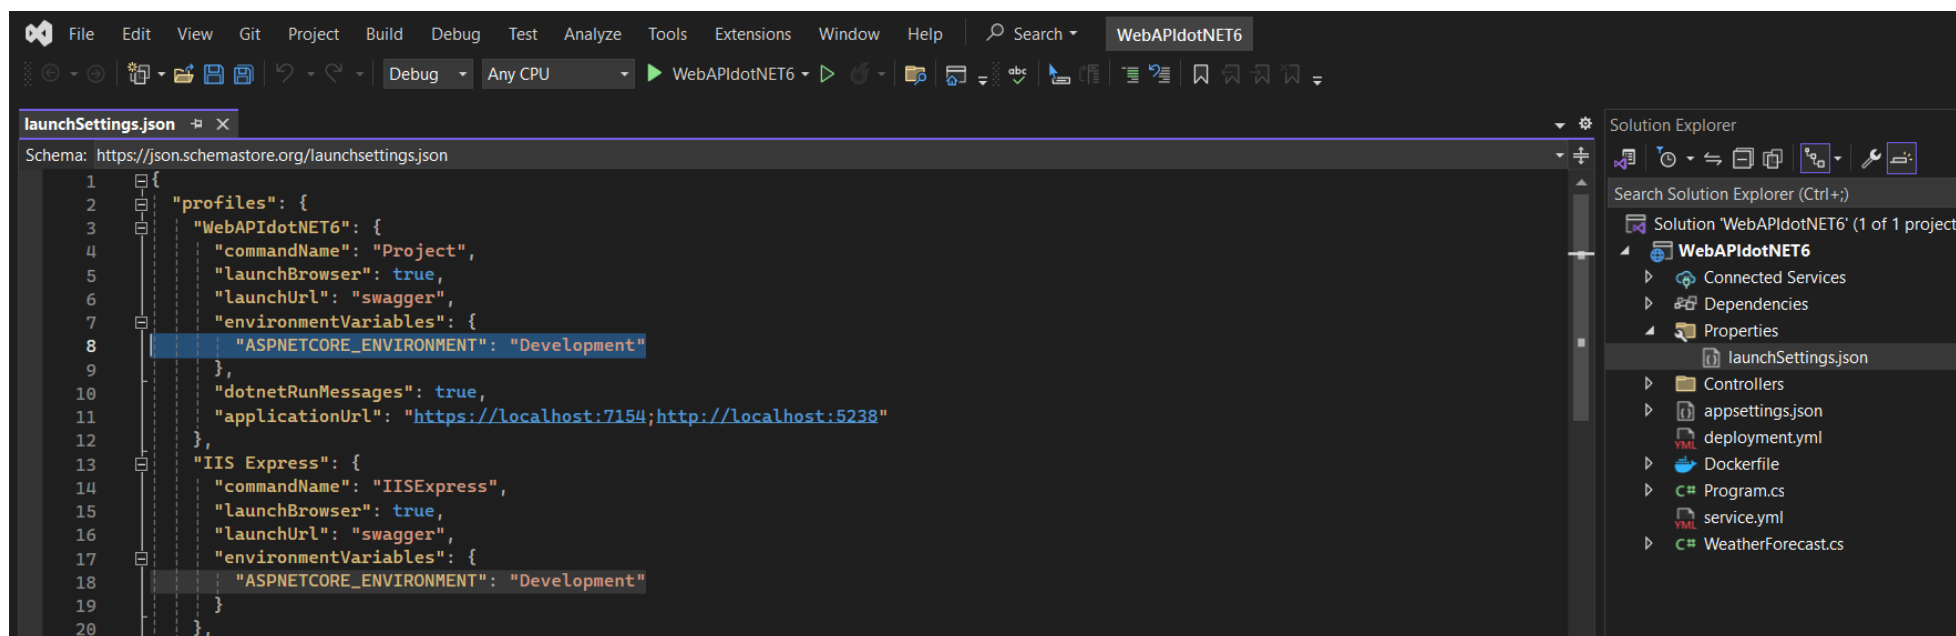 File Edit View Git Project Build Debug Test Analyze Tools Extensions Window Help Search WebAPIdotNET6
Debug Any CPU WebAPIdotNET6 abc
launchSettings.json
Schema: https://json.schemastore.org/launchsettings.json
1 {
2 "profiles": {
3 "WebAPIdotNET6": {
4 "commandName": "Project",
5 "launchBrowser": true,
6 "launchUrl": "swagger",
7 "environmentVariables": {
8 "ASPNETCORE_ENVIRONMENT": "Development"
9 },
10 "dotnetRunMessages": true,
11 "applicationUrl": "https://localhost:7154;http://localhost:5238"
12 },
13 "IIS Express": {
14 "commandName": "IISExpress",
15 "launchBrowser": true,
16 "launchUrl": "swagger",
17 "environmentVariables": {
18 "ASPNETCORE_ENVIRONMENT": "Development"
19 }
20 },
Solution Explorer
Search Solution Explorer (Ctrl+;)
Solution 'WebAPIdotNET6' (1 of 1 project
WebAPIdotNET6
Connected Services
Dependencies
Properties
launchSettings.json
Controllers
appsettings.json
YML deployment.yml
Dockerfile
C# Program.cs
YML service.yml
C# WeatherForecast.cs